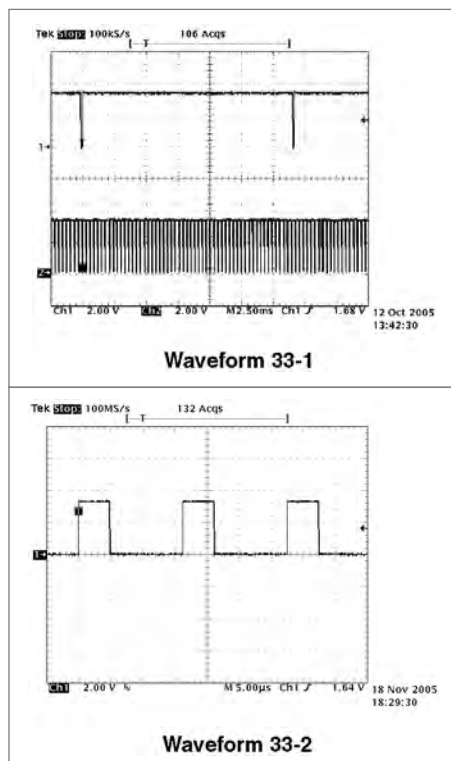 Tek Stop: 100kS/s 106 Acqs
[ T ]
1→
2→
Ch1 2.00 V Ch2 2.00 V M 2.50ms Ch1 ʃ 1.68 V 12 Oct 2005
13:42:30
Waveform 33-1
Tek Stop: 100MS/s 132 Acqs
[ T ]
1→
Ch1 2.00 V M 5.00µs Ch1 ʃ 1.64 V 18 Nov 2005
18:29:30
Waveform 33-2